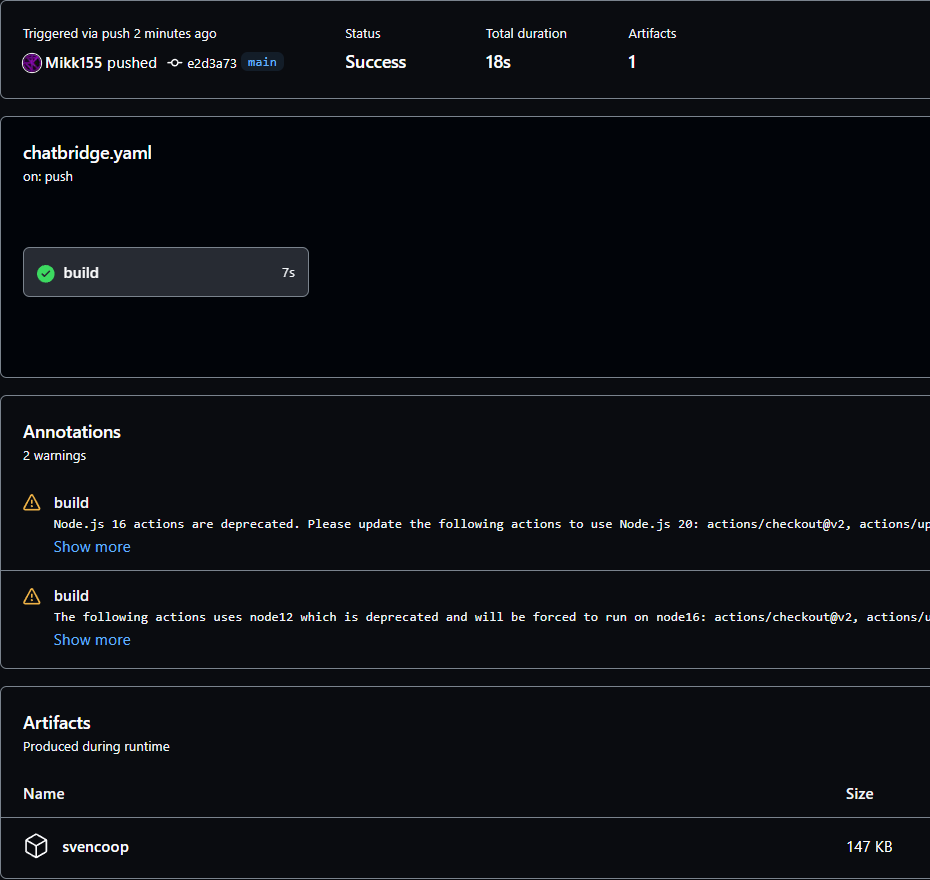 Triggered via push 2 minutes ago
Status
Total duration
Artifacts
Mikk155 pushed e2d3a73 main
Success
18s
1
chatbridge.yaml
on: push
build 7s
Annotations
2 warnings
build
Node.js 16 actions are deprecated. Please update the following actions to use Node.js 20: actions/checkout@v2, actions/up
Show more
build
The following actions uses node12 which is deprecated and will be forced to run on node16: actions/checkout@v2, actions/u
Show more
Artifacts
Produced during runtime
Name Size
svencoop 147 KB